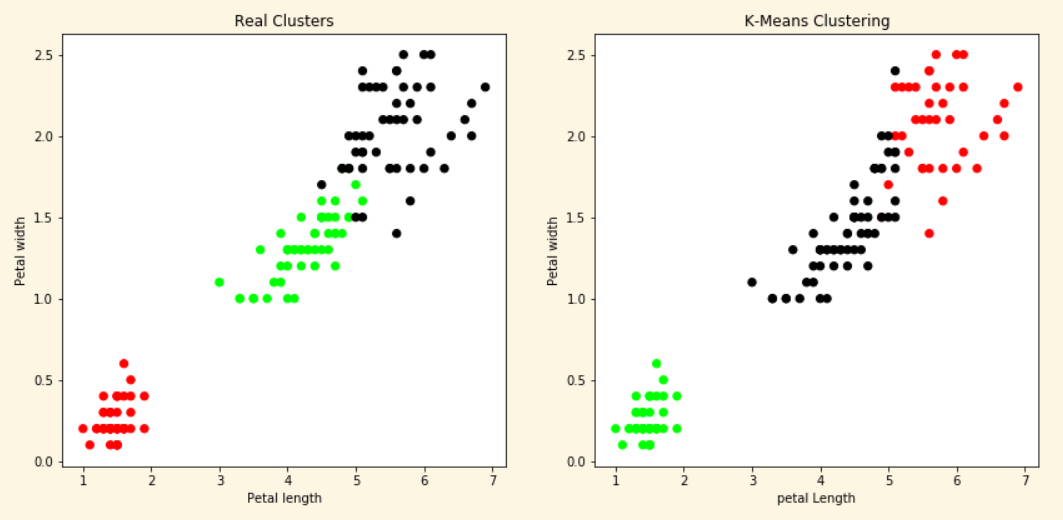 Real Clusters
2.5
2.0
1.5
1.0
0.5
0.0
Petal width
1 2 3 4 5 6 7
Petal length
K-Means Clustering
2.5
2.0
1.5
1.0
0.5
0.0
Petal width
1 2 3 4 5 6 7
petal Length